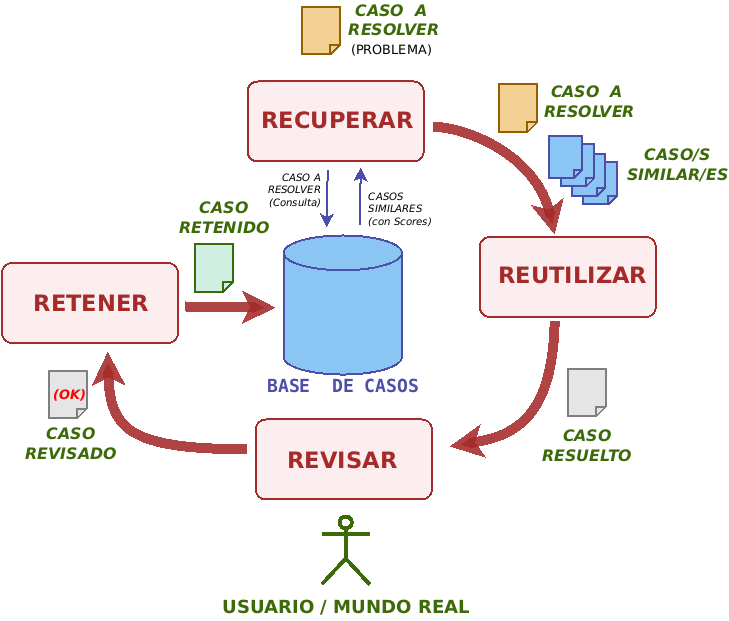 CASO A
RESOLVER
(PROBLEMA)
RECUPERAR
CASO A
RESOLVER
CASO/S
SIMILAR/ES
CASO A
RESOLVER
(Consulta)
CASOS
SIMILARES
(con Scores)
CASO
RETENIDO
REUTILIZAR
RETENER
BASE DE CASOS
(OK)
CASO
REVISADO
CASO
RESUELTO
REVISAR
USUARIO / MUNDO REAL